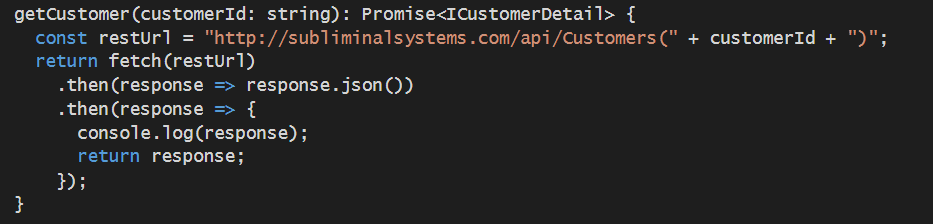 getCustomer(customerId: string): Promise<ICustomerDetail> {
  const restUrl = "http://subliminalsystems.com/api/Customers(" + customerId + ")";
  return fetch(restUrl)
    .then(response => response.json())
    .then(response => {
      console.log(response);
      return response;
    });
}